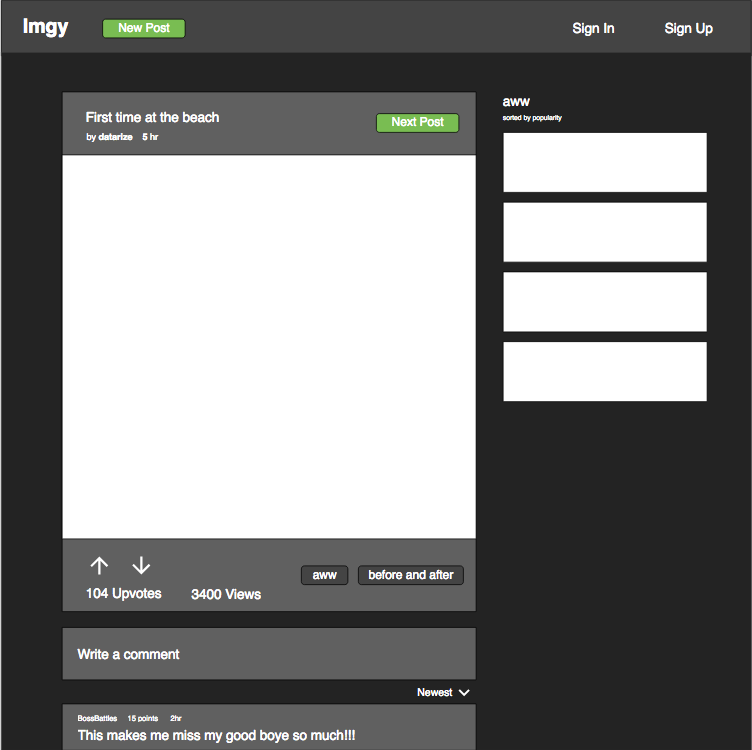 Imgy
New Post
Sign In
Sign Up
First time at the beach
by datarize 5 hr
Next Post
104 Upvotes
3400 Views
aww
before and after
Write a comment
Newest
BossBattles 15 points 2hr
This makes me miss my good boye so much!!!
aww
sorted by popularity